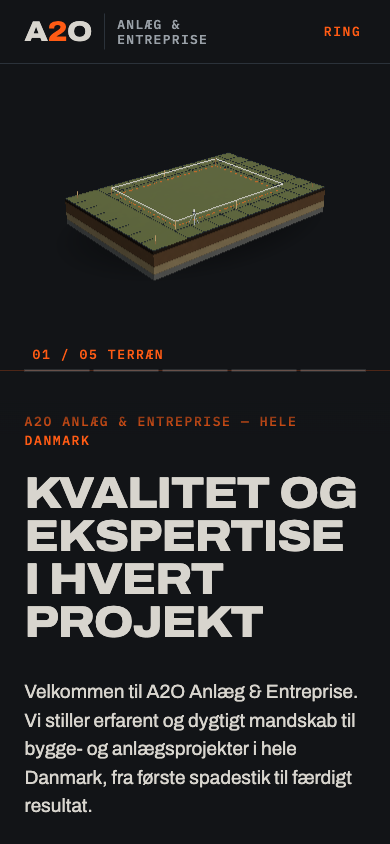 A2O
ANLÆG &
ENTREPRISE
RING
01 / 05 TERRÆN
A2O ANLÆG & ENTREPRISE — HELE
DANMARK
KVALITET OG
EKSPERTISE
I HVERT
PROJEKT
Velkommen til A2O Anlæg & Entreprise.
Vi stiller erfarent og dygtigt mandskab til
bygge- og anlægsprojekter i hele
Danmark, fra første spadestik til færdigt
resultat.